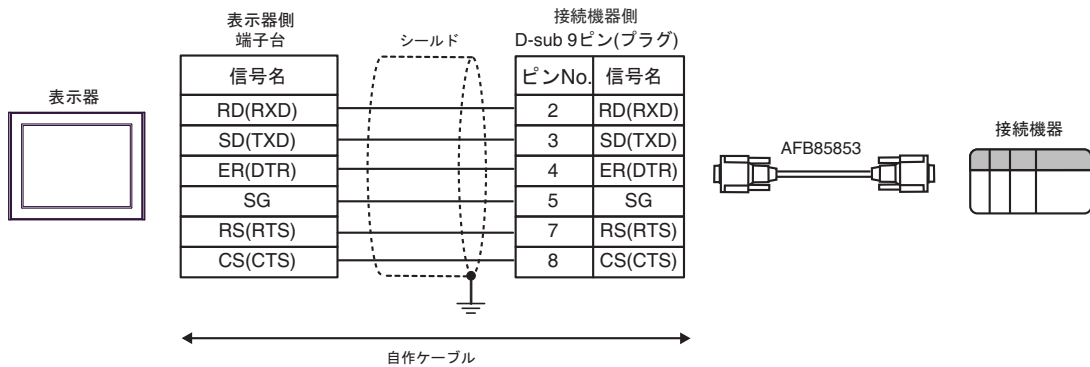 表示器
表示器側
端子台
信号名
RD(RXD)
SD(TXD)
ER(DTR)
SG
RS(RTS)
CS(CTS)
シールド
接続機器側
D-sub 9ピン(プラグ)
ピンNo. 信号名
2 RD(RXD)
3 SD(TXD)
4 ER(DTR)
5 SG
7 RS(RTS)
8 CS(CTS)
自作ケーブル
AFB85853
接続機器